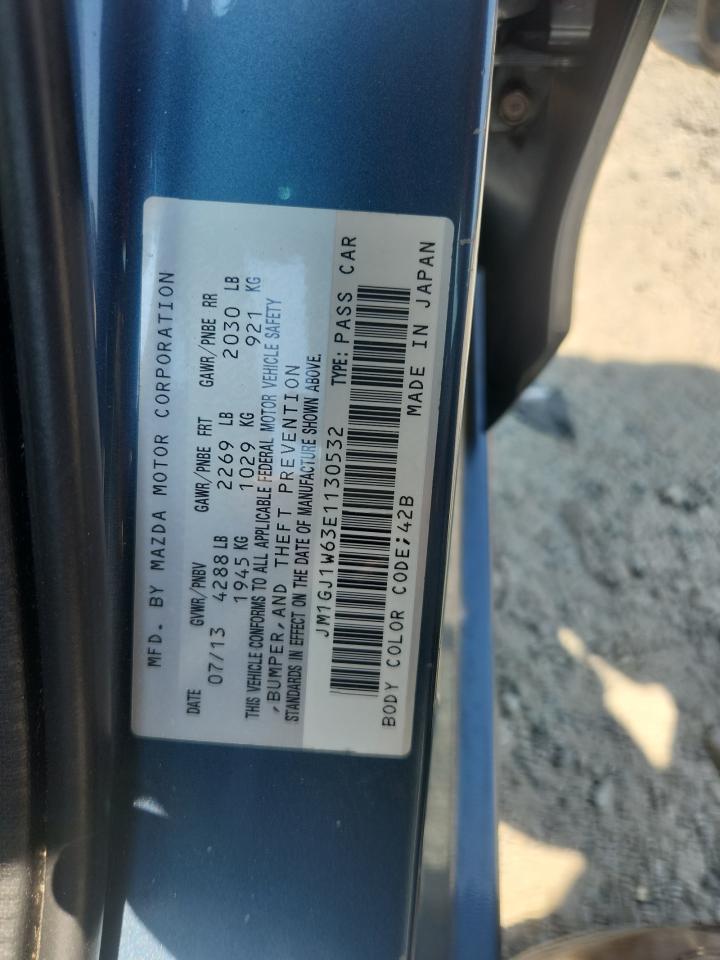 MFD. BY MAZDA MOTOR CORPORATION
DATE GVWR/PNBV GAWR/PNBE FRT GAWR/PNBE RR
07/13 4288 LB 2269 LB 2030 LB
1945 KG 1029 KG 921 KG
THIS VEHICLE CONFORMS TO ALL APPLICABLE FEDERAL MOTOR VEHICLE SAFETY
,BUMPER,AND THEFT PREVENTION
STANDARDS IN EFFECT ON THE DATE OF MANUFACTURE SHOWN ABOVE.
JM1GJ1W63E1130532 TYPE: PASS CAR
BODY COLOR CODE;42B MADE IN JAPAN